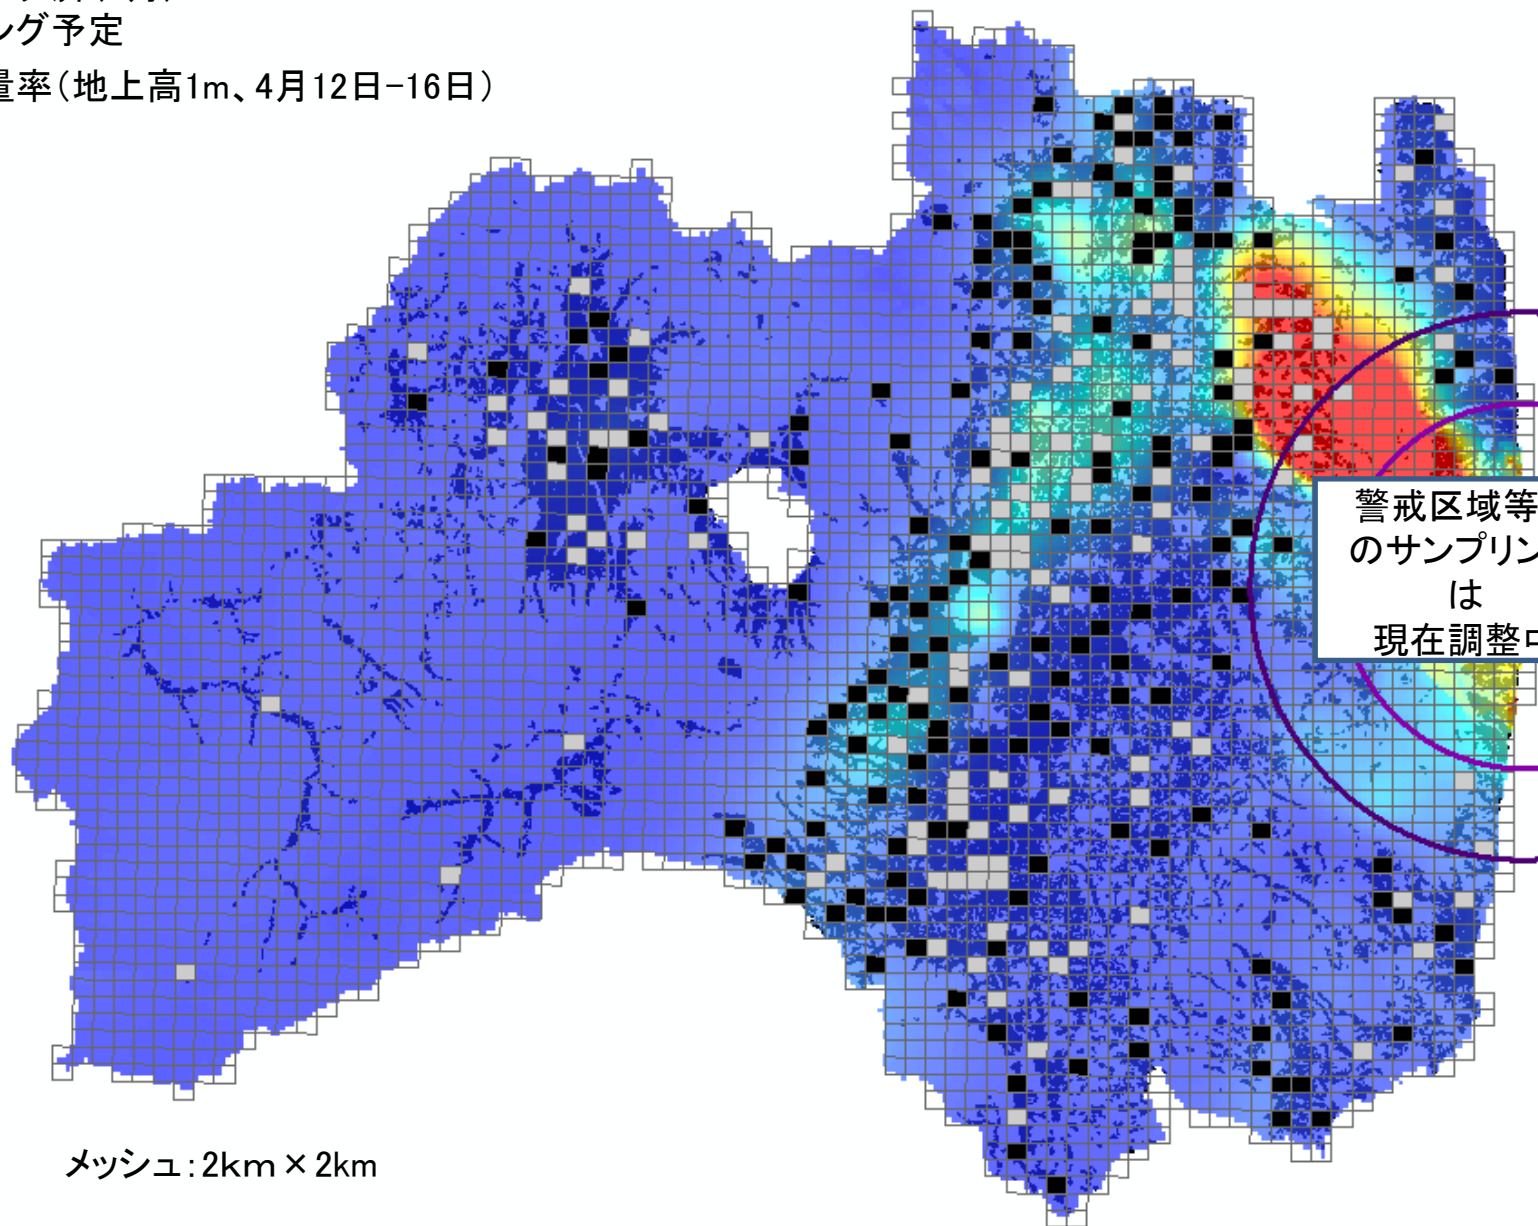 ング予定
量率(地上高1m、4月12日-16日)
警戒区域等
のサンプリン
は
現在調整中
メッシュ:2km×2km